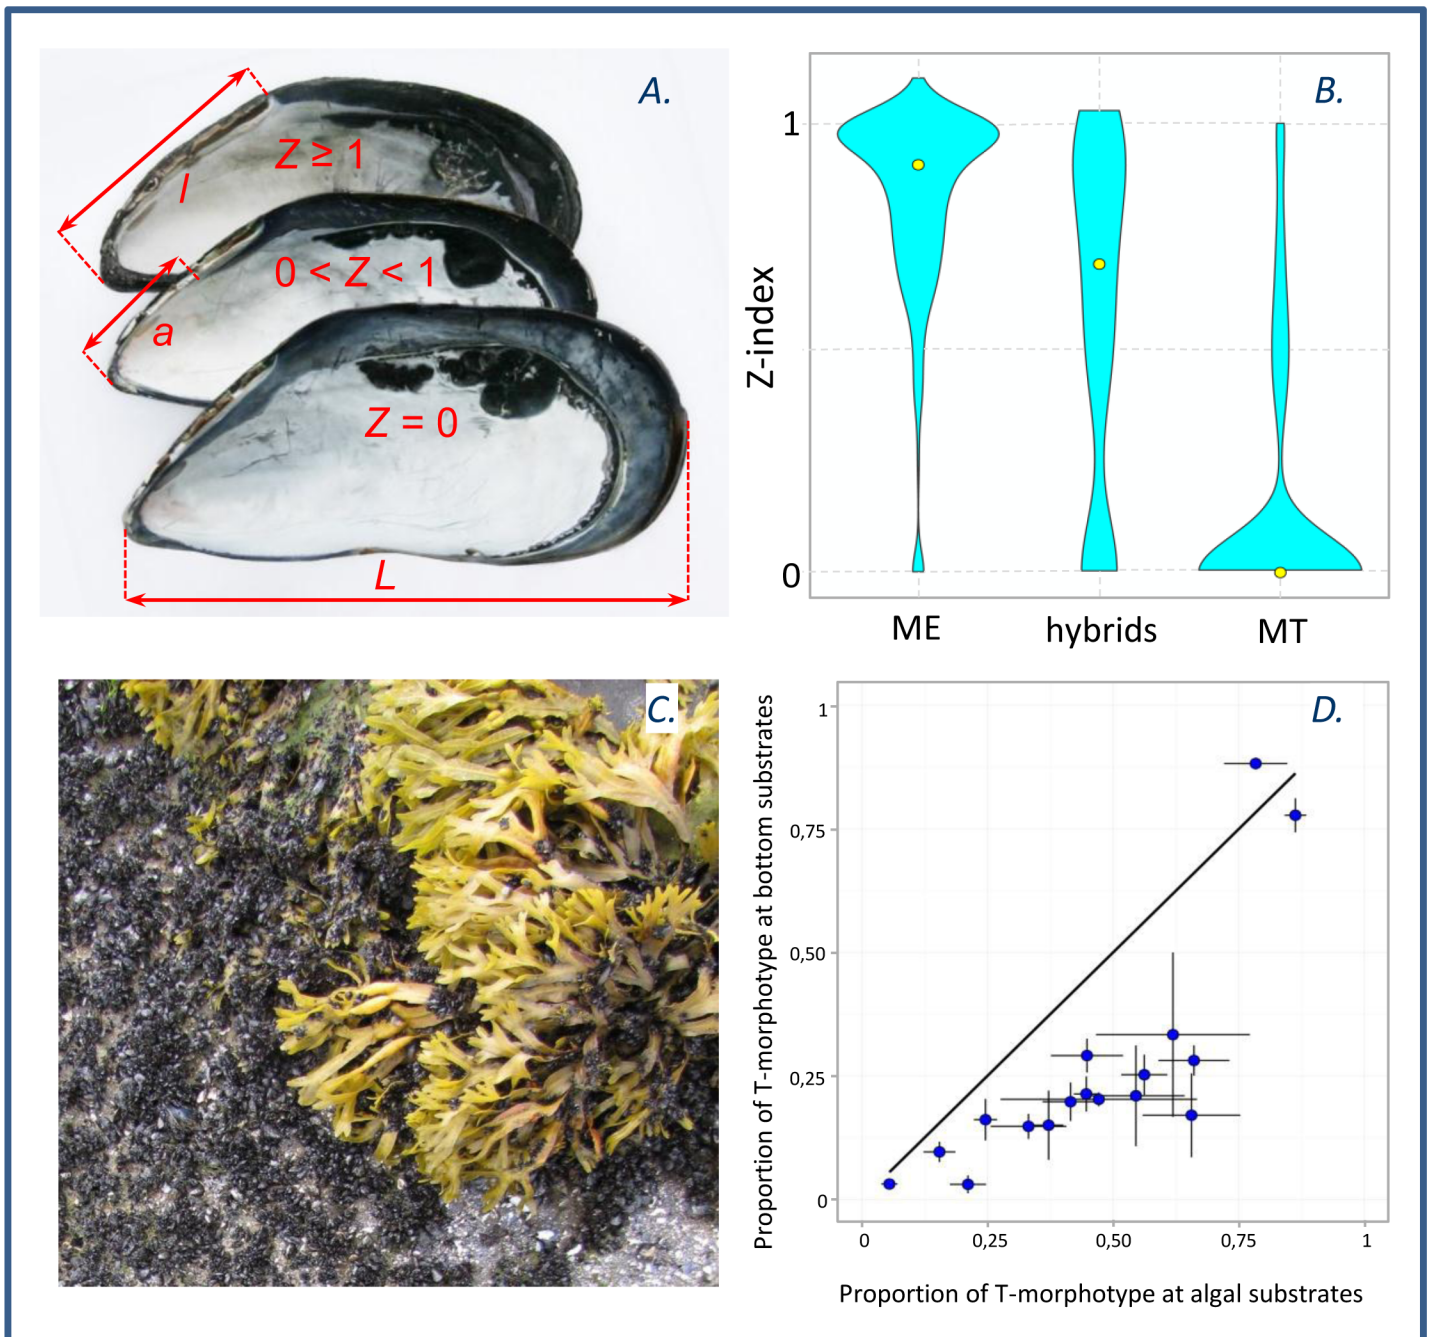 A.
Z ≥ 1
l
0 < Z < 1
a
Z = 0
L
B.
Z-index
1
0
ME hybrids MT
C.
D.
Proportion of T-morphotype at bottom substrates
1
0,75
0,50
0,25
0
0 0,25 0,50 0,75 1
Proportion of T-morphotype at algal substrates